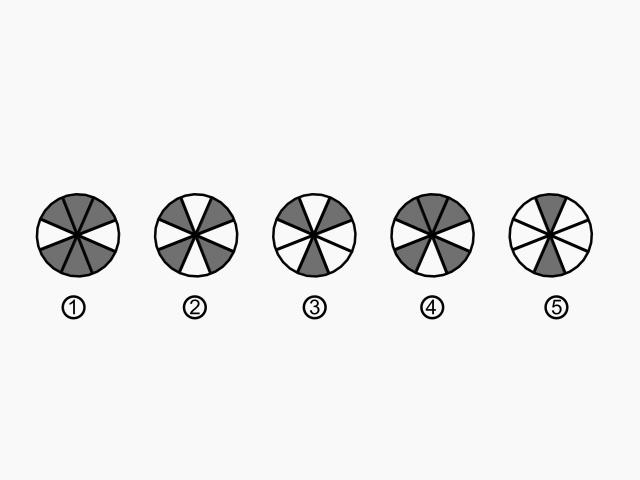 ① ② ③ ④ ⑤